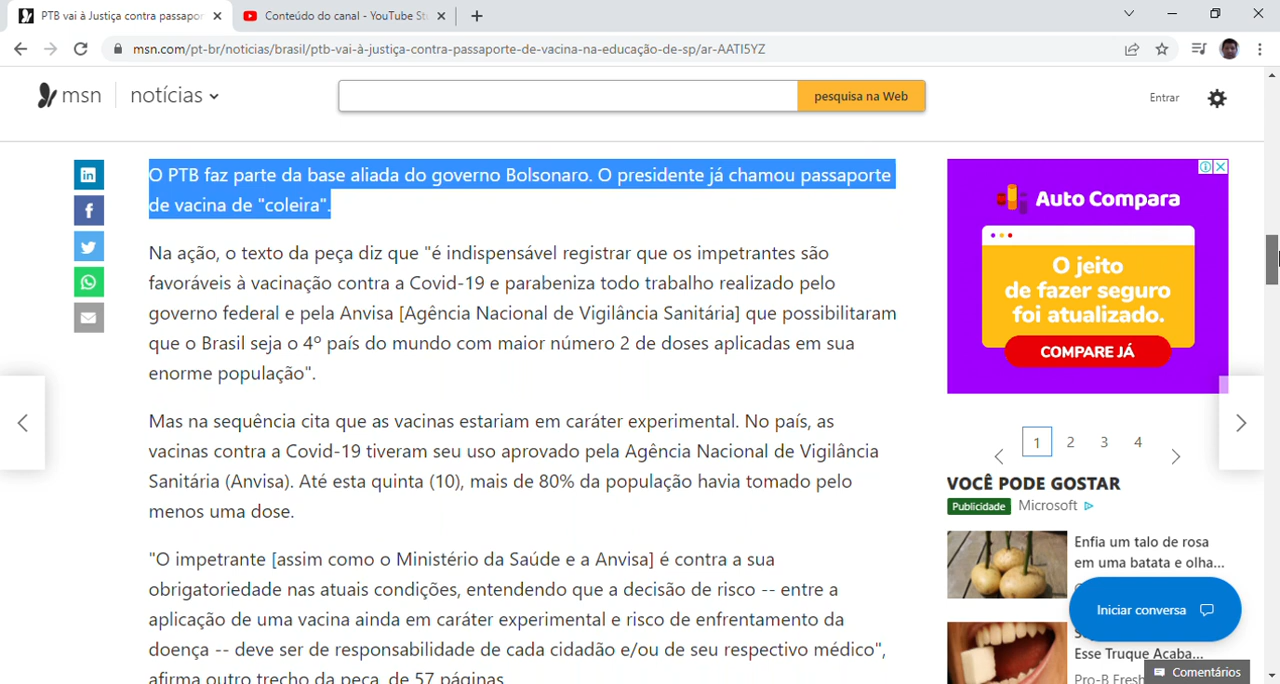 PTB vai à Justiça contra passapor
Conteúdo do canal - YouTube St
msn.com/pt-br/noticias/brasil/ptb-vai-à-justiça-contra-passaporte-de-vacina-na-educação-de-sp/ar-AATI5YZ
msn
notícias
pesquisa na Web
Entrar
O PTB faz parte da base aliada do governo Bolsonaro. O presidente já chamou passaporte
de vacina de "coleira".
Na ação, o texto da peça diz que "é indispensável registrar que os impetrantes são
favoráveis à vacinação contra a Covid-19 e parabeniza todo trabalho realizado pelo
governo federal e pela Anvisa [Agência Nacional de Vigilância Sanitária] que possibilitaram
que o Brasil seja o 4º país do mundo com maior número 2 de doses aplicadas em sua
enorme população".
Mas na sequência cita que as vacinas estariam em caráter experimental. No país, as
vacinas contra a Covid-19 tiveram seu uso aprovado pela Agência Nacional de Vigilância
Sanitária (Anvisa). Até esta quinta (10), mais de 80% da população havia tomado pelo
menos uma dose.
"O impetrante [assim como o Ministério da Saúde e a Anvisa] é contra a sua
obrigatoriedade nas atuais condições, entendendo que a decisão de risco -- entre a
aplicação de uma vacina ainda em caráter experimental e risco de enfrentamento da
doença -- deve ser de responsabilidade de cada cidadão e/ou de seu respectivo médico",
afirma outro trecho da peça, de 57 páginas.
Auto Compara
O jeito
de fazer seguro
foi atualizado.
COMPARE JÁ
1 2 3 4
VOCÊ PODE GOSTAR
Publicidade Microsoft
Enfia um talo de rosa
em uma batata e olha...
Iniciar conversa
Esse Truque Acaba...
Pro-B Fresh
Comentários